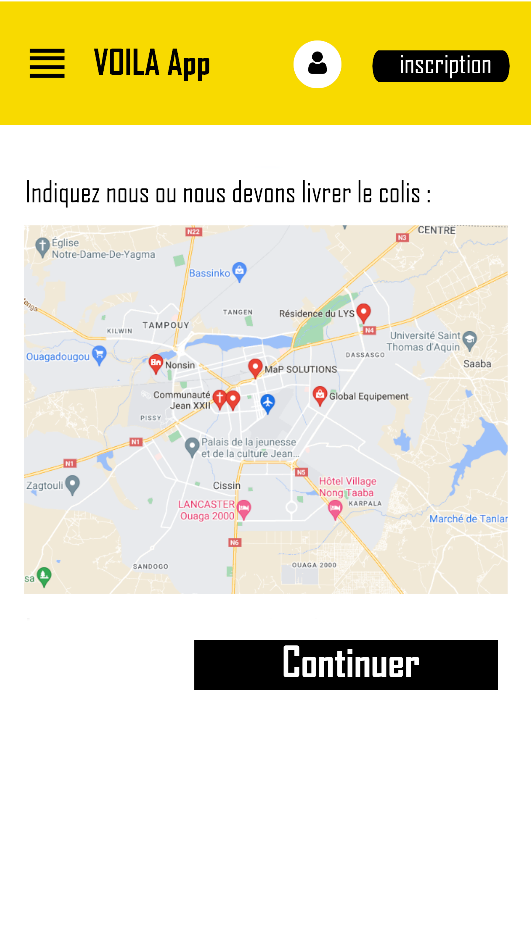 VOILA App
inscription
Indiquez nous ou nous devons livrer le colis :
N22
CENTRE
N3
Église
Notre-Dame-De-Yagma
Bassinko
TANGEN
Résidence du LYS
KILWIN
TAMPOUY
N4
Université Saint
Thomas d'Aquin
Ouagadougou
DASSASGO
Nonsin
MaP SOLUTIONS
Saaba
Communauté
Jean XXII
Global Equipement
PISSY
N1
Palais de la jeunesse
et de la culture Jean...
N1
N5
Zagtouli
Cissin
Hôtel Village
Nong Taaba
LANCASTER
Ouaga 2000
KARPALA
Marché de Tanlar
N6
SANDOGO
OUAGA 2000
sa
Continuer